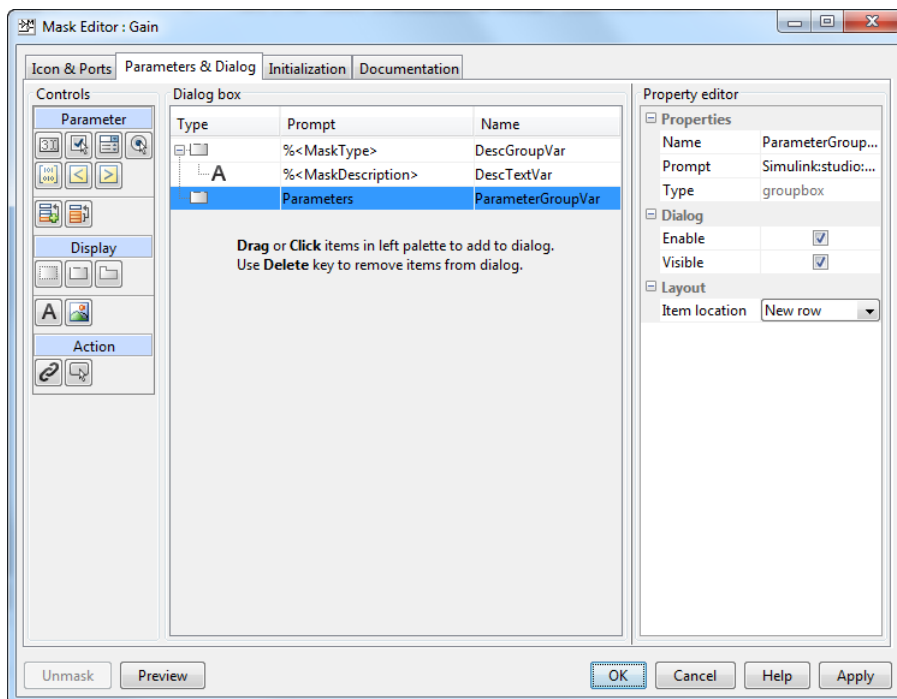 Mask Editor : Gain
Icon & Ports Parameters & Dialog Initialization Documentation
Controls
Parameter
Display
A
Action
Dialog box
Type Prompt Name
%<MaskType> DescGroupVar
A %<MaskDescription> DescTextVar
Parameters ParameterGroupVar
Drag or Click items in left palette to add to dialog.
Use Delete key to remove items from dialog.
Property editor
Properties
Name ParameterGroup...
Prompt Simulink:studio:...
Type groupbox
Dialog
Enable
Visible
Layout
Item location New row
Unmask Preview OK Cancel Help Apply